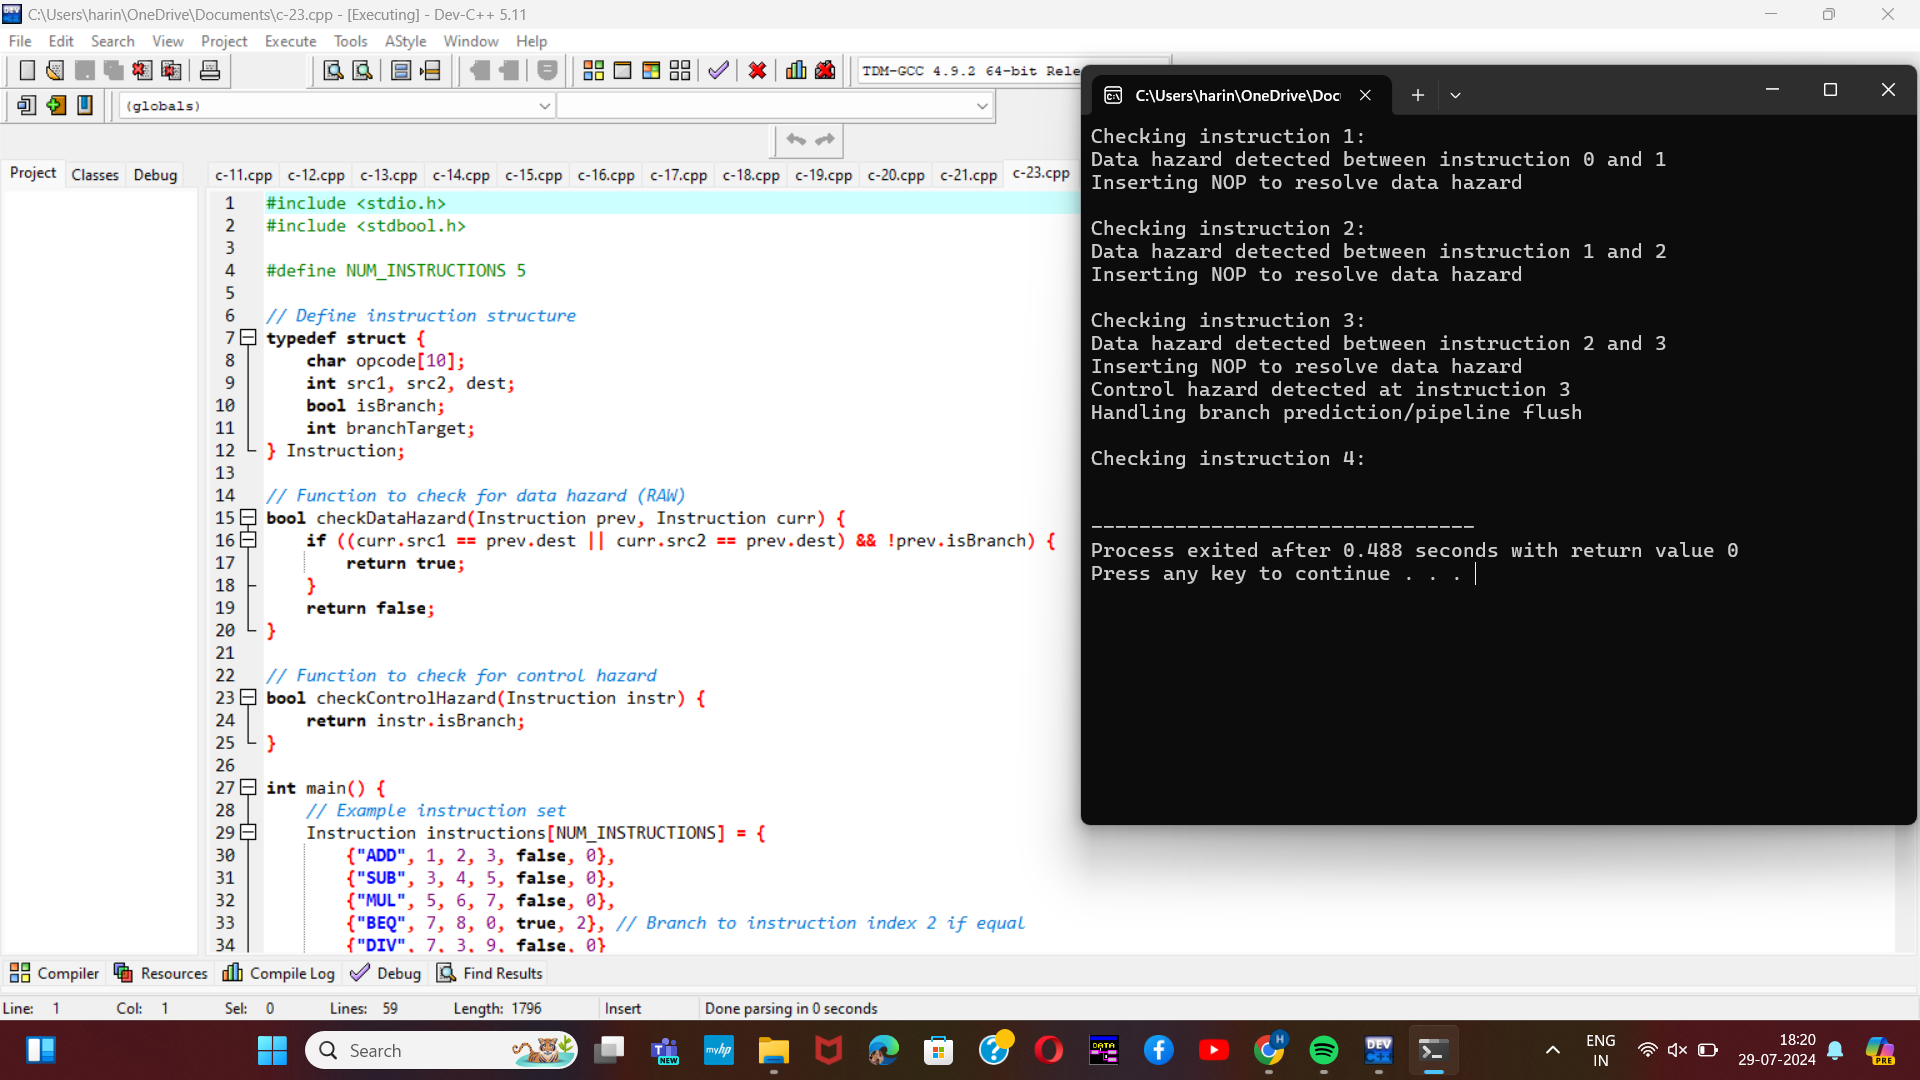 C:\Users\harin\OneDrive\Documents\c-23.cpp - [Executing] - Dev-C++ 5.11
File Edit Search View Project Execute Tools AStyle Window Help
TDM-GCC 4.9.2 64-bit Rele
(globals)
Project Classes Debug
c-11.cpp c-12.cpp c-13.cpp c-14.cpp c-15.cpp c-16.cpp c-17.cpp c-18.cpp c-19.cpp c-20.cpp c-21.cpp c-23.cpp
1 #include <stdio.h>
2 #include <stdbool.h>
3
4 #define NUM_INSTRUCTIONS 5
5
6 // Define instruction structure
7 typedef struct {
8 char opcode[10];
9 int src1, src2, dest;
10 bool isBranch;
11 int branchTarget;
12 } Instruction;
13
14 // Function to check for data hazard (RAW)
15 bool checkDataHazard(Instruction prev, Instruction curr) {
16 if ((curr.src1 == prev.dest || curr.src2 == prev.dest) && !prev.isBranch) {
17 return true;
18 }
19 return false;
20 }
21
22 // Function to check for control hazard
23 bool checkControlHazard(Instruction instr) {
24 return instr.isBranch;
25 }
26
27 int main() {
28 // Example instruction set
29 Instruction instructions[NUM_INSTRUCTIONS] = {
30 {"ADD", 1, 2, 3, false, 0},
31 {"SUB", 3, 4, 5, false, 0},
32 {"MUL", 5, 6, 7, false, 0},
33 {"BEQ", 7, 8, 0, true, 2}, // Branch to instruction index 2 if equal
34 {"DIV", 7, 3, 9, false, 0}
C:\Users\harin\OneDrive\Doc
Checking instruction 1:
Data hazard detected between instruction 0 and 1
Inserting NOP to resolve data hazard
Checking instruction 2:
Data hazard detected between instruction 1 and 2
Inserting NOP to resolve data hazard
Checking instruction 3:
Data hazard detected between instruction 2 and 3
Inserting NOP to resolve data hazard
Control hazard detected at instruction 3
Handling branch prediction/pipeline flush
Checking instruction 4:
--------------------------------
Process exited after 0.488 seconds with return value 0
Press any key to continue . . .
Compiler Resources Compile Log Debug Find Results
Line: 1 Col: 1 Sel: 0 Lines: 59 Length: 1796 Insert Done parsing in 0 seconds
Search
NEW
myhp
DATA
DEV
C++
ENG
IN
18:20
29-07-2024
PRE